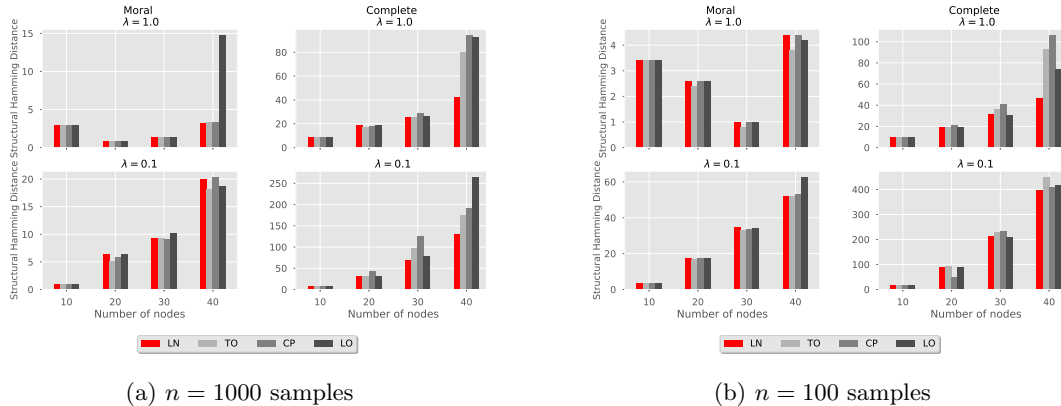 Moral
λ = 1.0
Complete
λ = 1.0
Structural Hamming Distance
15
10
5
0
80
60
40
20
0
λ = 0.1
λ = 0.1
Structural Hamming Distance
20
15
10
5
0
250
200
150
100
50
0
10 20 30 40
10 20 30 40
Number of nodes
Number of nodes
LN TO CP LO
(a) n = 1000 samples
Moral
λ = 1.0
Complete
λ = 1.0
Structural Hamming Distance
4
3
2
1
0
100
80
60
40
20
0
λ = 0.1
λ = 0.1
Structural Hamming Distance
60
40
20
0
400
300
200
100
0
10 20 30 40
10 20 30 40
Number of nodes
Number of nodes
LN TO CP LO
(b) n = 100 samples